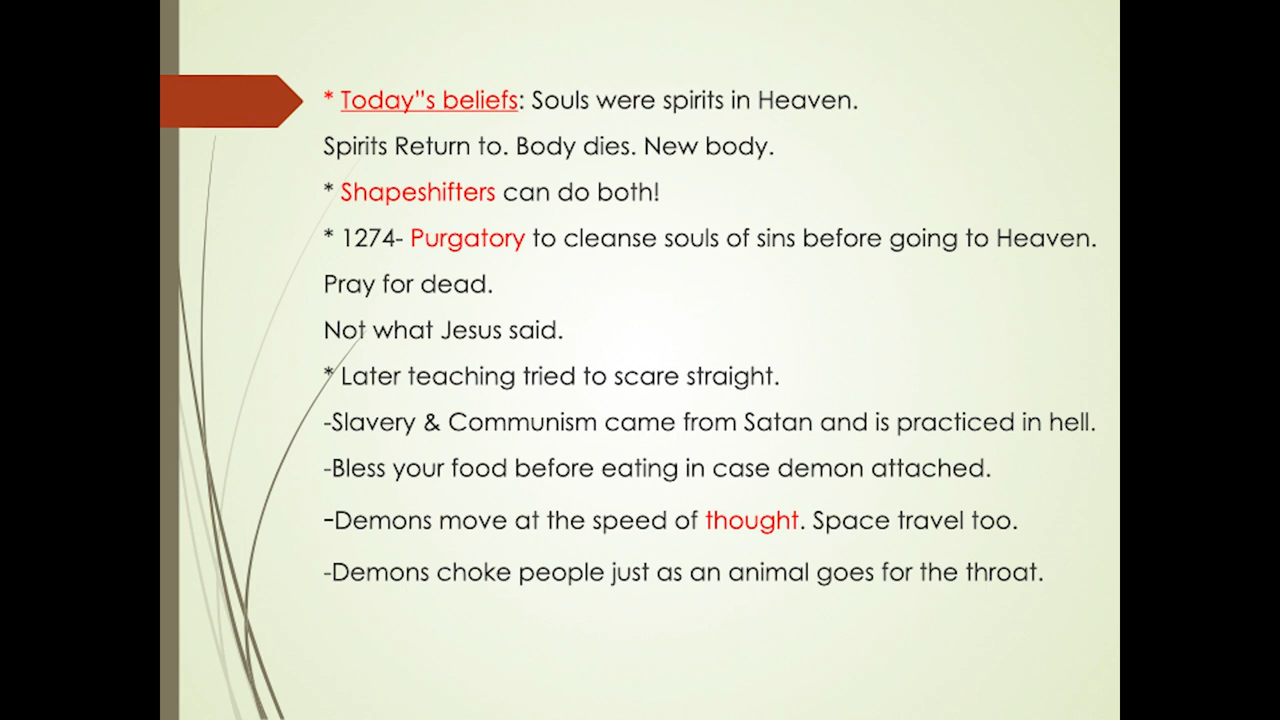 * Today"s beliefs: Souls were spirits in Heaven.
Spirits Return to. Body dies. New body.
* Shapeshifters can do both!
* 1274- Purgatory to cleanse souls of sins before going to Heaven.
Pray for dead.
Not what Jesus said.
* Later teaching tried to scare straight.
-Slavery & Communism came from Satan and is practiced in hell.
-Bless your food before eating in case demon attached.
-Demons move at the speed of thought. Space travel too.
-Demons choke people just as an animal goes for the throat.